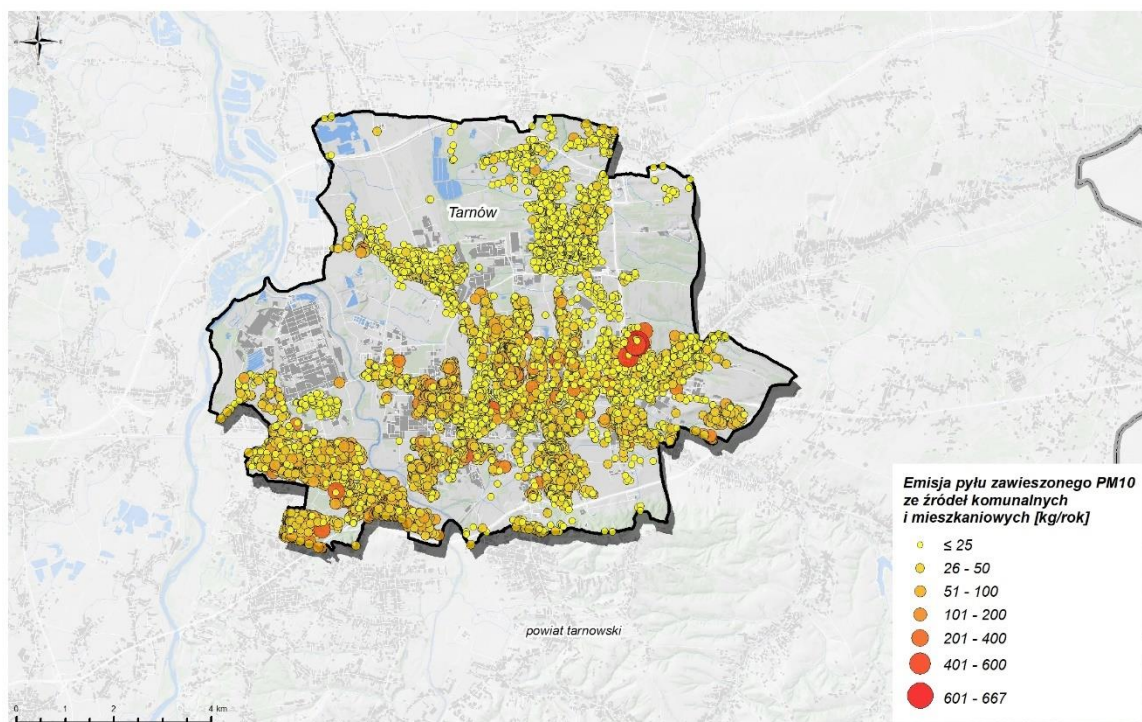 Tarnów
powiat tarnowski
Emisja pyłu zawieszonego PM10
ze źródeł komunalnych
i mieszkaniowych [kg/rok]
≤ 25
26 - 50
51 - 100
101 - 200
201 - 400
401 - 600
601 - 667
0 1 2 4 km